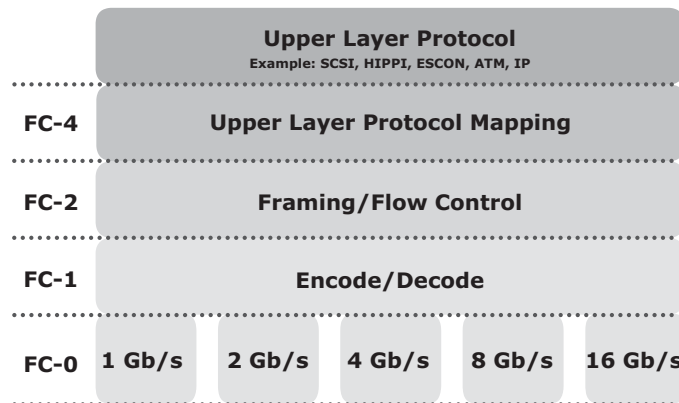 Upper Layer Protocol
Example: SCSI, HIPPI, ESCON, ATM, IP
FC-4 Upper Layer Protocol Mapping
FC-2 Framing/Flow Control
FC-1 Encode/Decode
FC-0 1 Gb/s 2 Gb/s 4 Gb/s 8 Gb/s 16 Gb/s